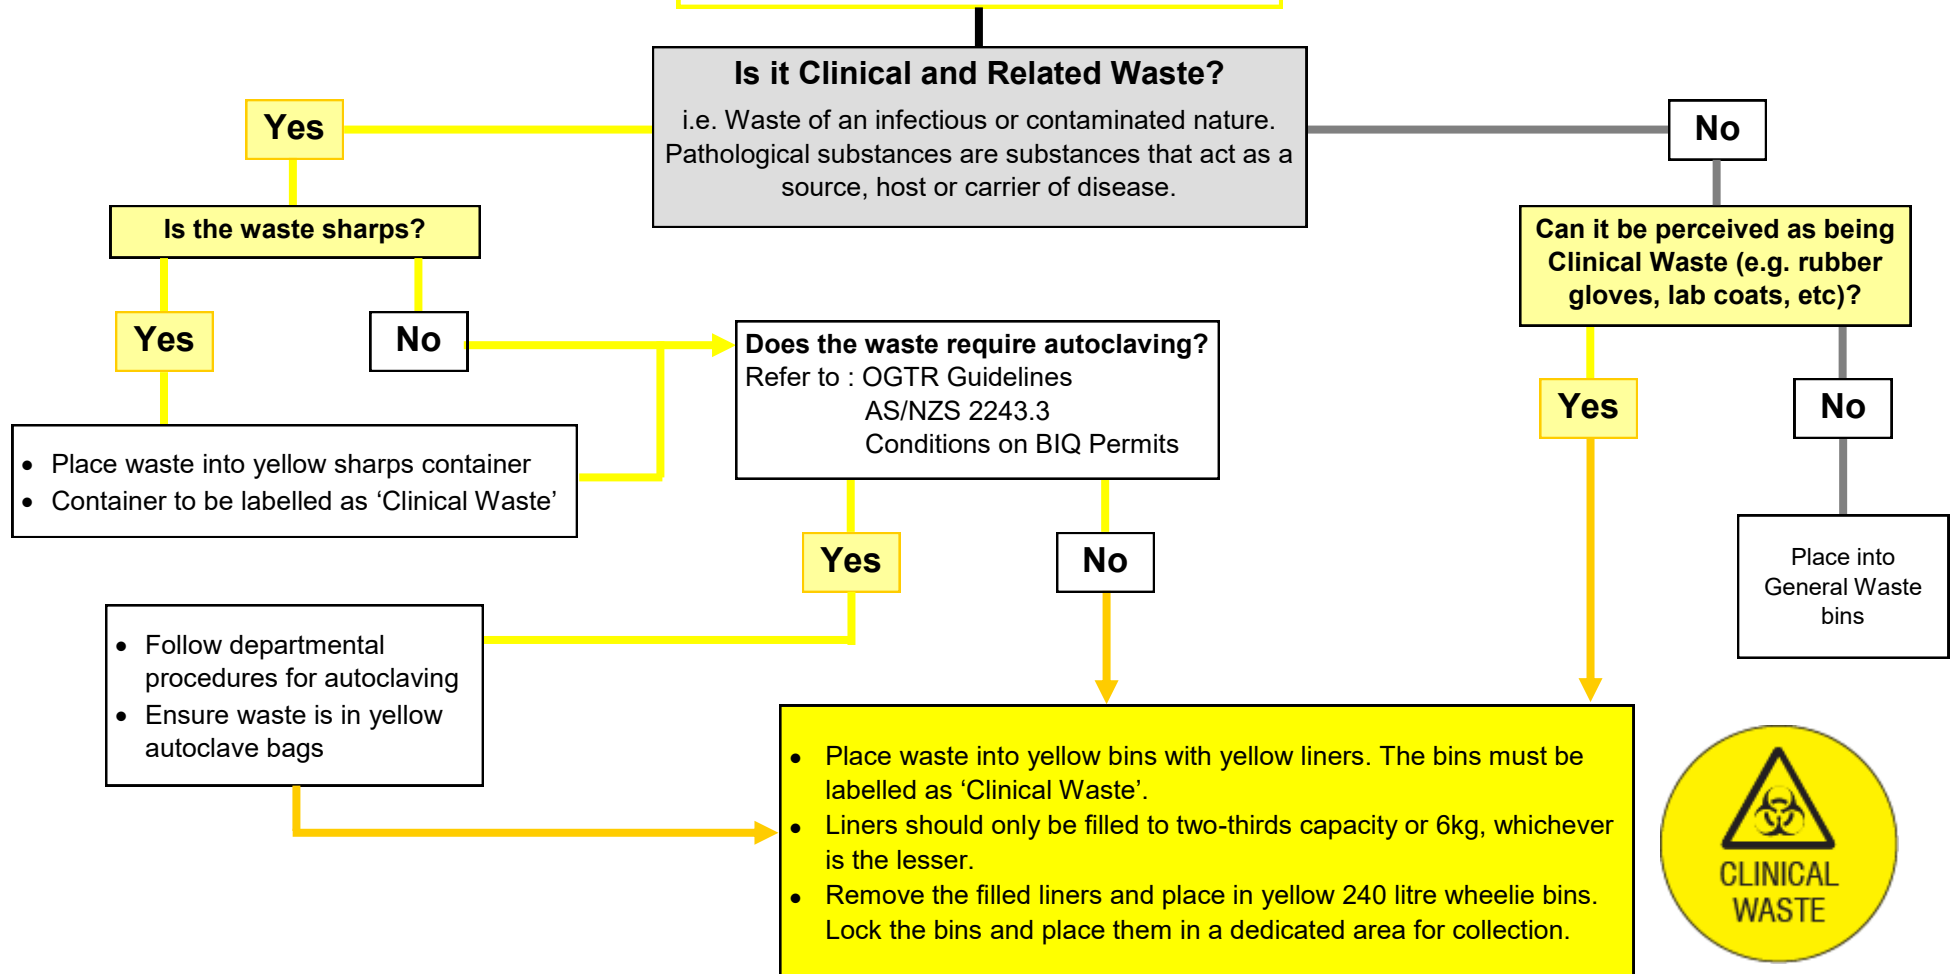 Is it Clinical and Related Waste?
i.e. Waste of an infectious or contaminated nature.
Pathological substances are substances that act as a
source, host or carrier of disease.
Yes
No
Is the waste sharps?
Can it be perceived as being
Clinical Waste (e.g. rubber
gloves, lab coats, etc)?
Yes
No
Does the waste require autoclaving?
Refer to : OGTR Guidelines
AS/NZS 2243.3
Conditions on BIQ Permits
Yes
No
• Place waste into yellow sharps container
• Container to be labelled as ‘Clinical Waste’
Yes
No
Place into
General Waste
bins
• Follow departmental
procedures for autoclaving
• Ensure waste is in yellow
autoclave bags
• Place waste into yellow bins with yellow liners. The bins must be
labelled as ‘Clinical Waste’.
• Liners should only be filled to two-thirds capacity or 6kg, whichever
is the lesser.
• Remove the filled liners and place in yellow 240 litre wheelie bins.
Lock the bins and place them in a dedicated area for collection.
CLINICAL
WASTE